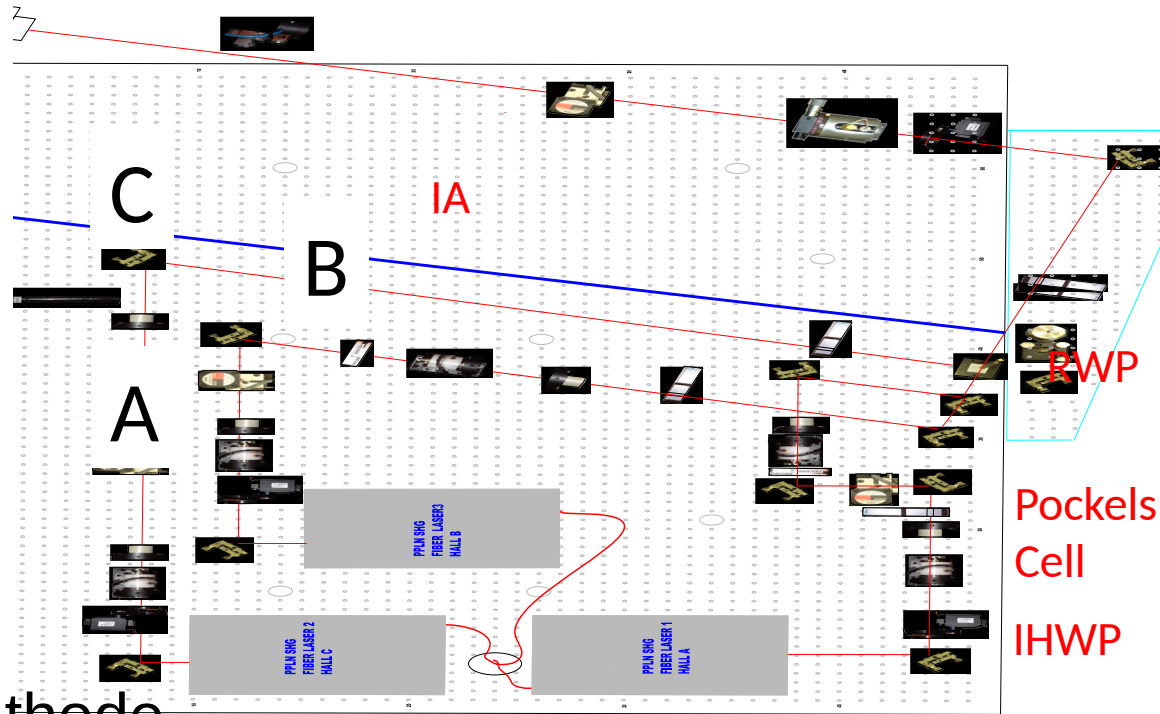 C
IA
B
RWP
A
PPLN SHG
FIBER LASER3
HALL B
Pockels
Cell
PPLN SHG
FIBER LASER 2
HALL C
PPLN SHG
FIBER LASER 1
HALL A
IHWP
thode